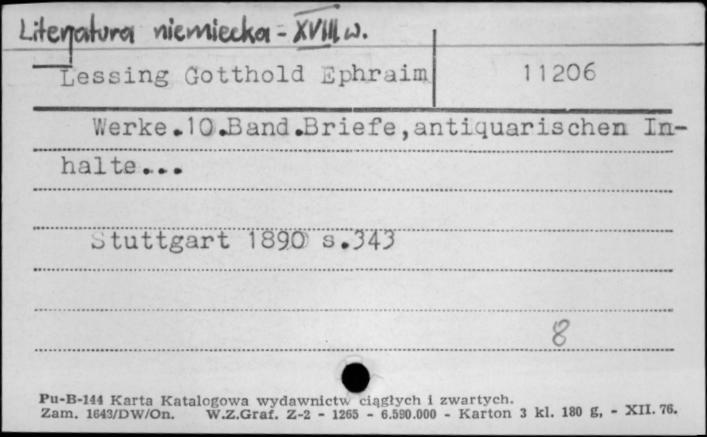 Literatura niemiecka - XVIII w.
Lessing Gotthold Ephraim 11206
Werke.10.Band.Briefe,antiquarischen In-
halte...
Stuttgart 1890 s.343
8
Pu-B-144 Karta Katalogowa wydawnictw ciągłych i zwartych.
Zam. 1643/DW/On. W.Z.Graf. Z-2 - 1265 - 6.590.000 - Karton 3 kl. 180 g, - XII. 76.